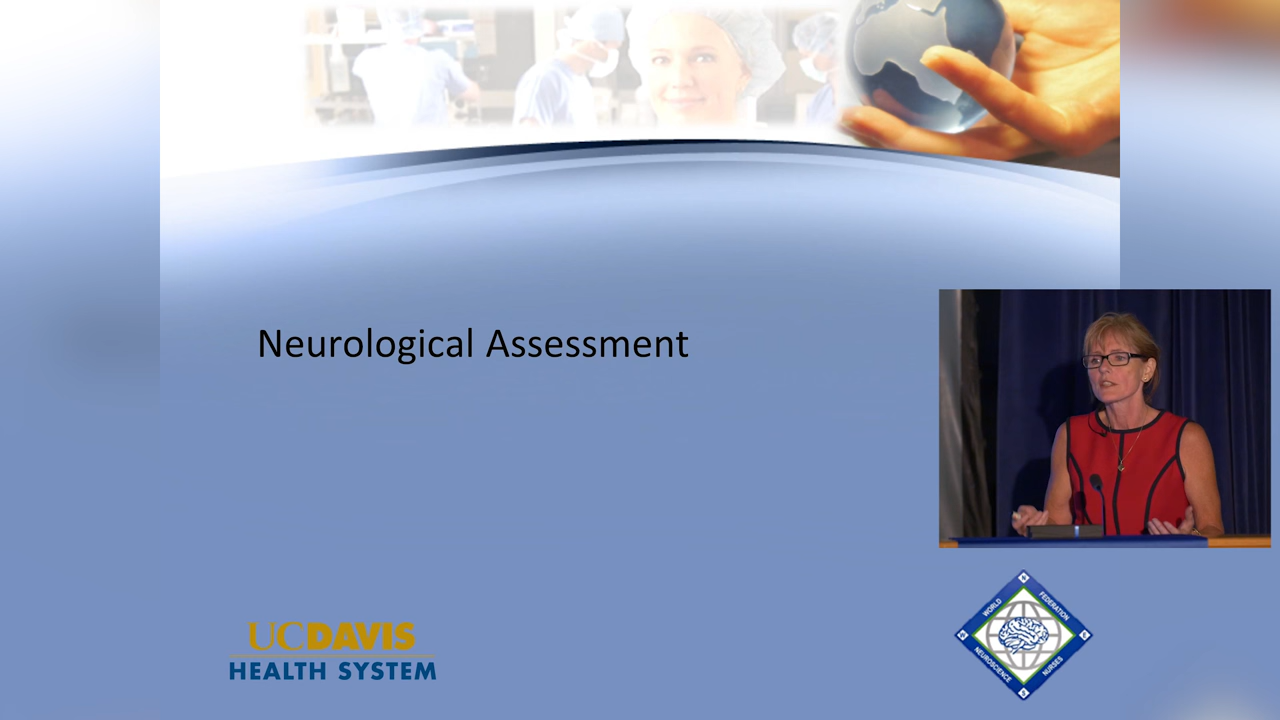 Neurological Assessment
UCDAVIS
HEALTH SYSTEM
N
WORLD
FEDERATION
W
E
NEUROSCIENCE
NURSES
S